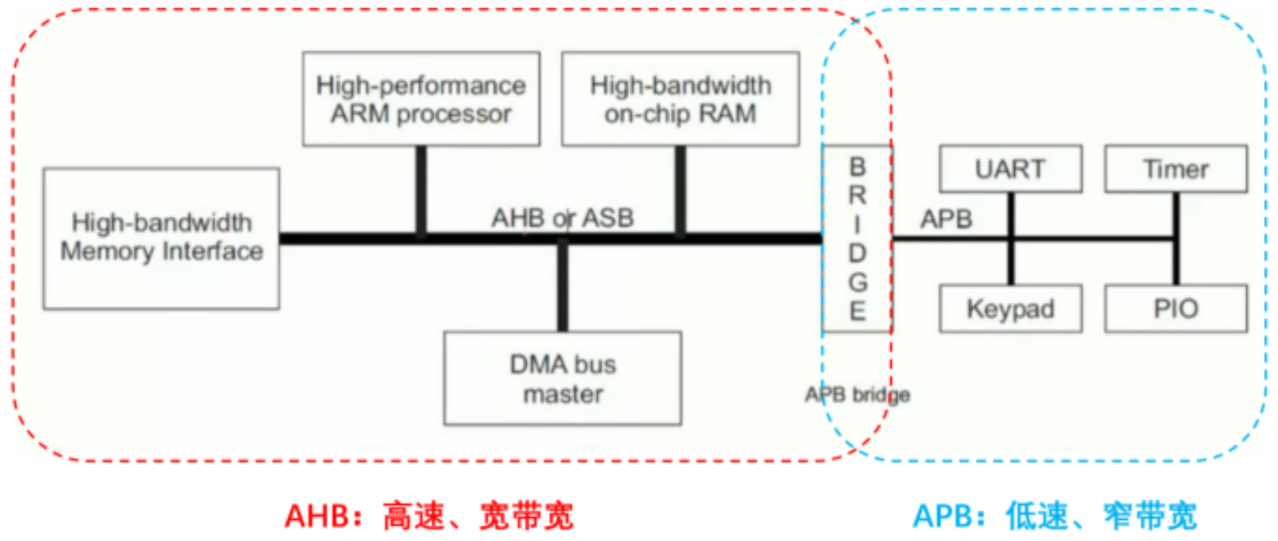 High-performance
ARM processor
High-bandwidth
on-chip RAM
High-bandwidth
Memory Interface
AHB or ASB
DMA bus
master
B
R
I
D
G
E
APB bridge
APB
UART
Timer
Keypad
PIO
AHB：高速、宽带宽
APB：低速、窄带宽